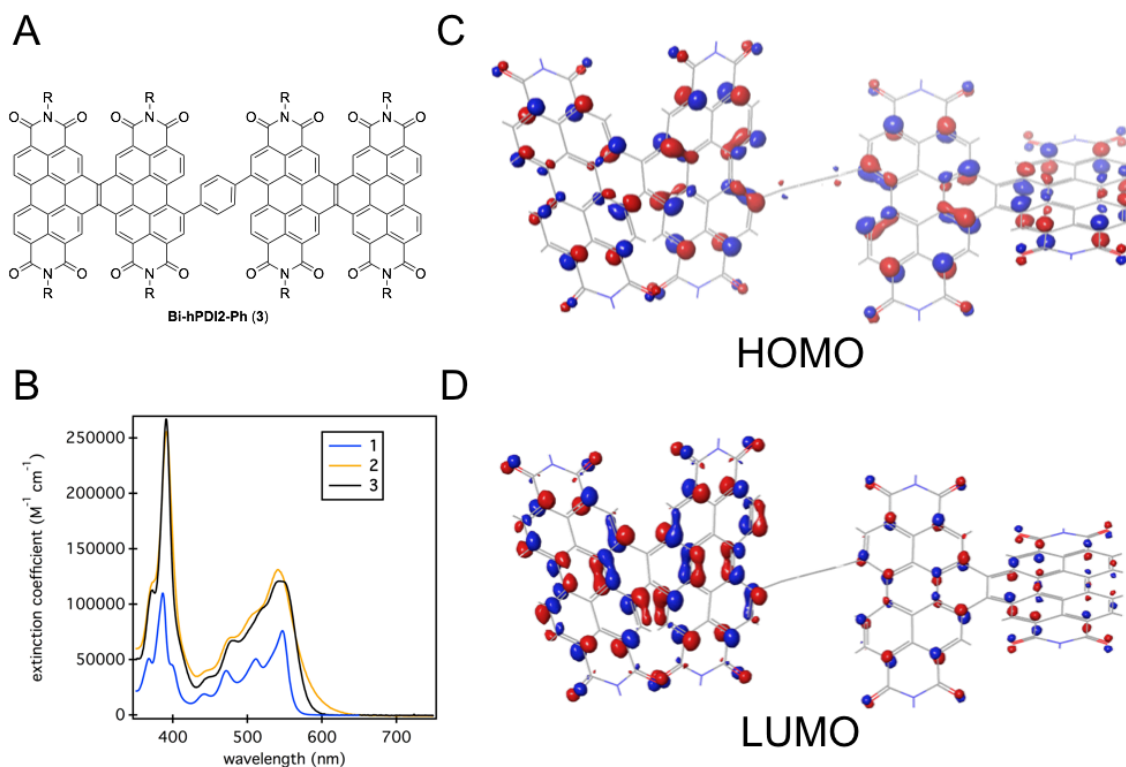 A
R
R
R
R
O
N
O
O
N
O
O
N
O
O
N
O
O
N
O
O
N
O
O
N
O
O
N
O
R
R
R
R
Bi-hPDI2-Ph (3)
B
extinction coefficient (M⁻¹ cm⁻¹)
250000
200000
150000
100000
50000
0
400
500
600
700
wavelength (nm)
1
2
3
C
HOMO
D
LUMO